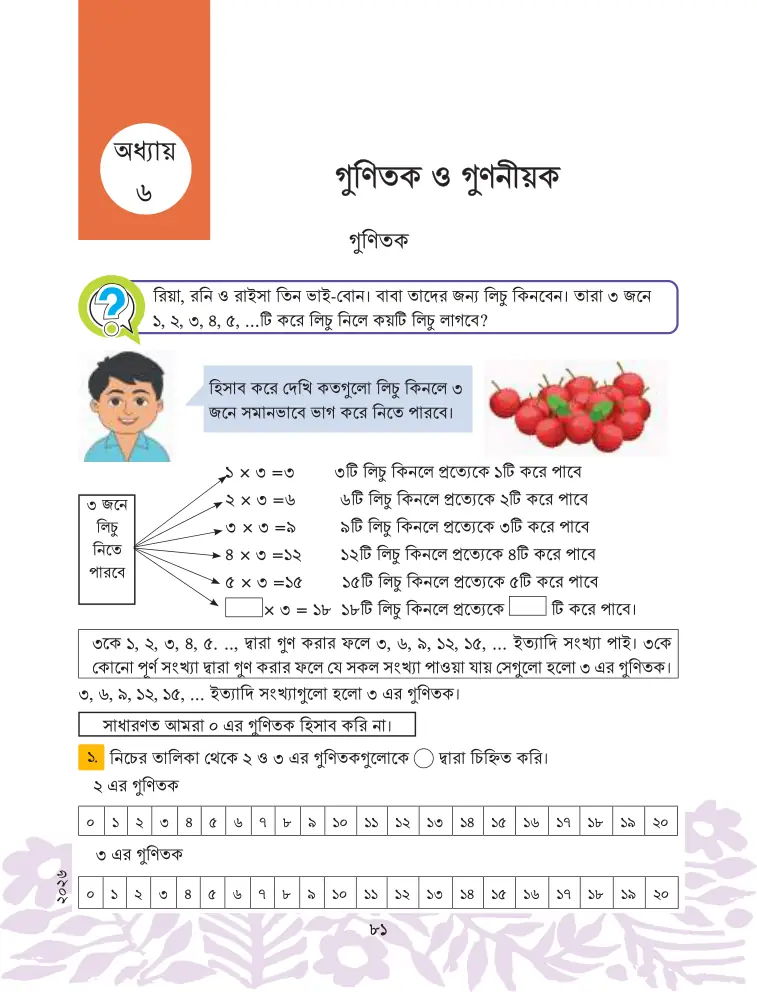 অধ্যায়
৬
গুণিতক ও গুণনীয়ক
গুণিতক
রিয়া, রনি ও রাইসা তিন ভাই-বোন। বাবা তাদের জন্য লিচু কিনবেন। তারা ৩ জনে
১, ২, ৩, ৪, ৫, ...টি করে লিচু নিলে কয়টি লিচু লাগবে?
হিসাব করে দেখি কতগুলো লিচু কিনলে ৩
জনে সমানভাবে ভাগ করে নিতে পারবে।
৩ জনে
লিচু
নিতে
পারবে
১ × ৩ =৩ ৩টি লিচু কিনলে প্রত্যেকে ১টি করে পাবে
২ × ৩ =৬ ৬টি লিচু কিনলে প্রত্যেকে ২টি করে পাবে
৩ × ৩ =৯ ৯টি লিচু কিনলে প্রত্যেকে ৩টি করে পাবে
৪ × ৩ =১২ ১২টি লিচু কিনলে প্রত্যেকে ৪টি করে পাবে
৫ × ৩ =১৫ ১৫টি লিচু কিনলে প্রত্যেকে ৫টি করে পাবে
× ৩ = ১৮ ১৮টি লিচু কিনলে প্রত্যেকে টি করে পাবে।
৩কে ১, ২, ৩, ৪, ৫. .., দ্বারা গুণ করার ফলে ৩, ৬, ৯, ১২, ১৫, ... ইত্যাদি সংখ্যা পাই। ৩কে
কোনো পূর্ণ সংখ্যা দ্বারা গুণ করার ফলে যে সকল সংখ্যা পাওয়া যায় সেগুলো হলো ৩ এর গুণিতক।
৩, ৬, ৯, ১২, ১৫, ... ইত্যাদি সংখ্যাগুলো হলো ৩ এর গুণিতক।
সাধারণত আমরা ০ এর গুণিতক হিসাব করি না।
১. নিচের তালিকা থেকে ২ ও ৩ এর গুণিতকগুলোকে ◯ দ্বারা চিহ্নিত করি।
২ এর গুণিতক
০ ১ ২ ৩ ৪ ৫ ৬ ৭ ৮ ৯ ১০ ১১ ১২ ১৩ ১৪ ১৫ ১৬ ১৭ ১৮ ১৯ ২০
৩ এর গুণিতক
০ ১ ২ ৩ ৪ ৫ ৬ ৭ ৮ ৯ ১০ ১১ ১২ ১৩ ১৪ ১৫ ১৬ ১৭ ১৮ ১৯ ২০
২০২৬
৮১